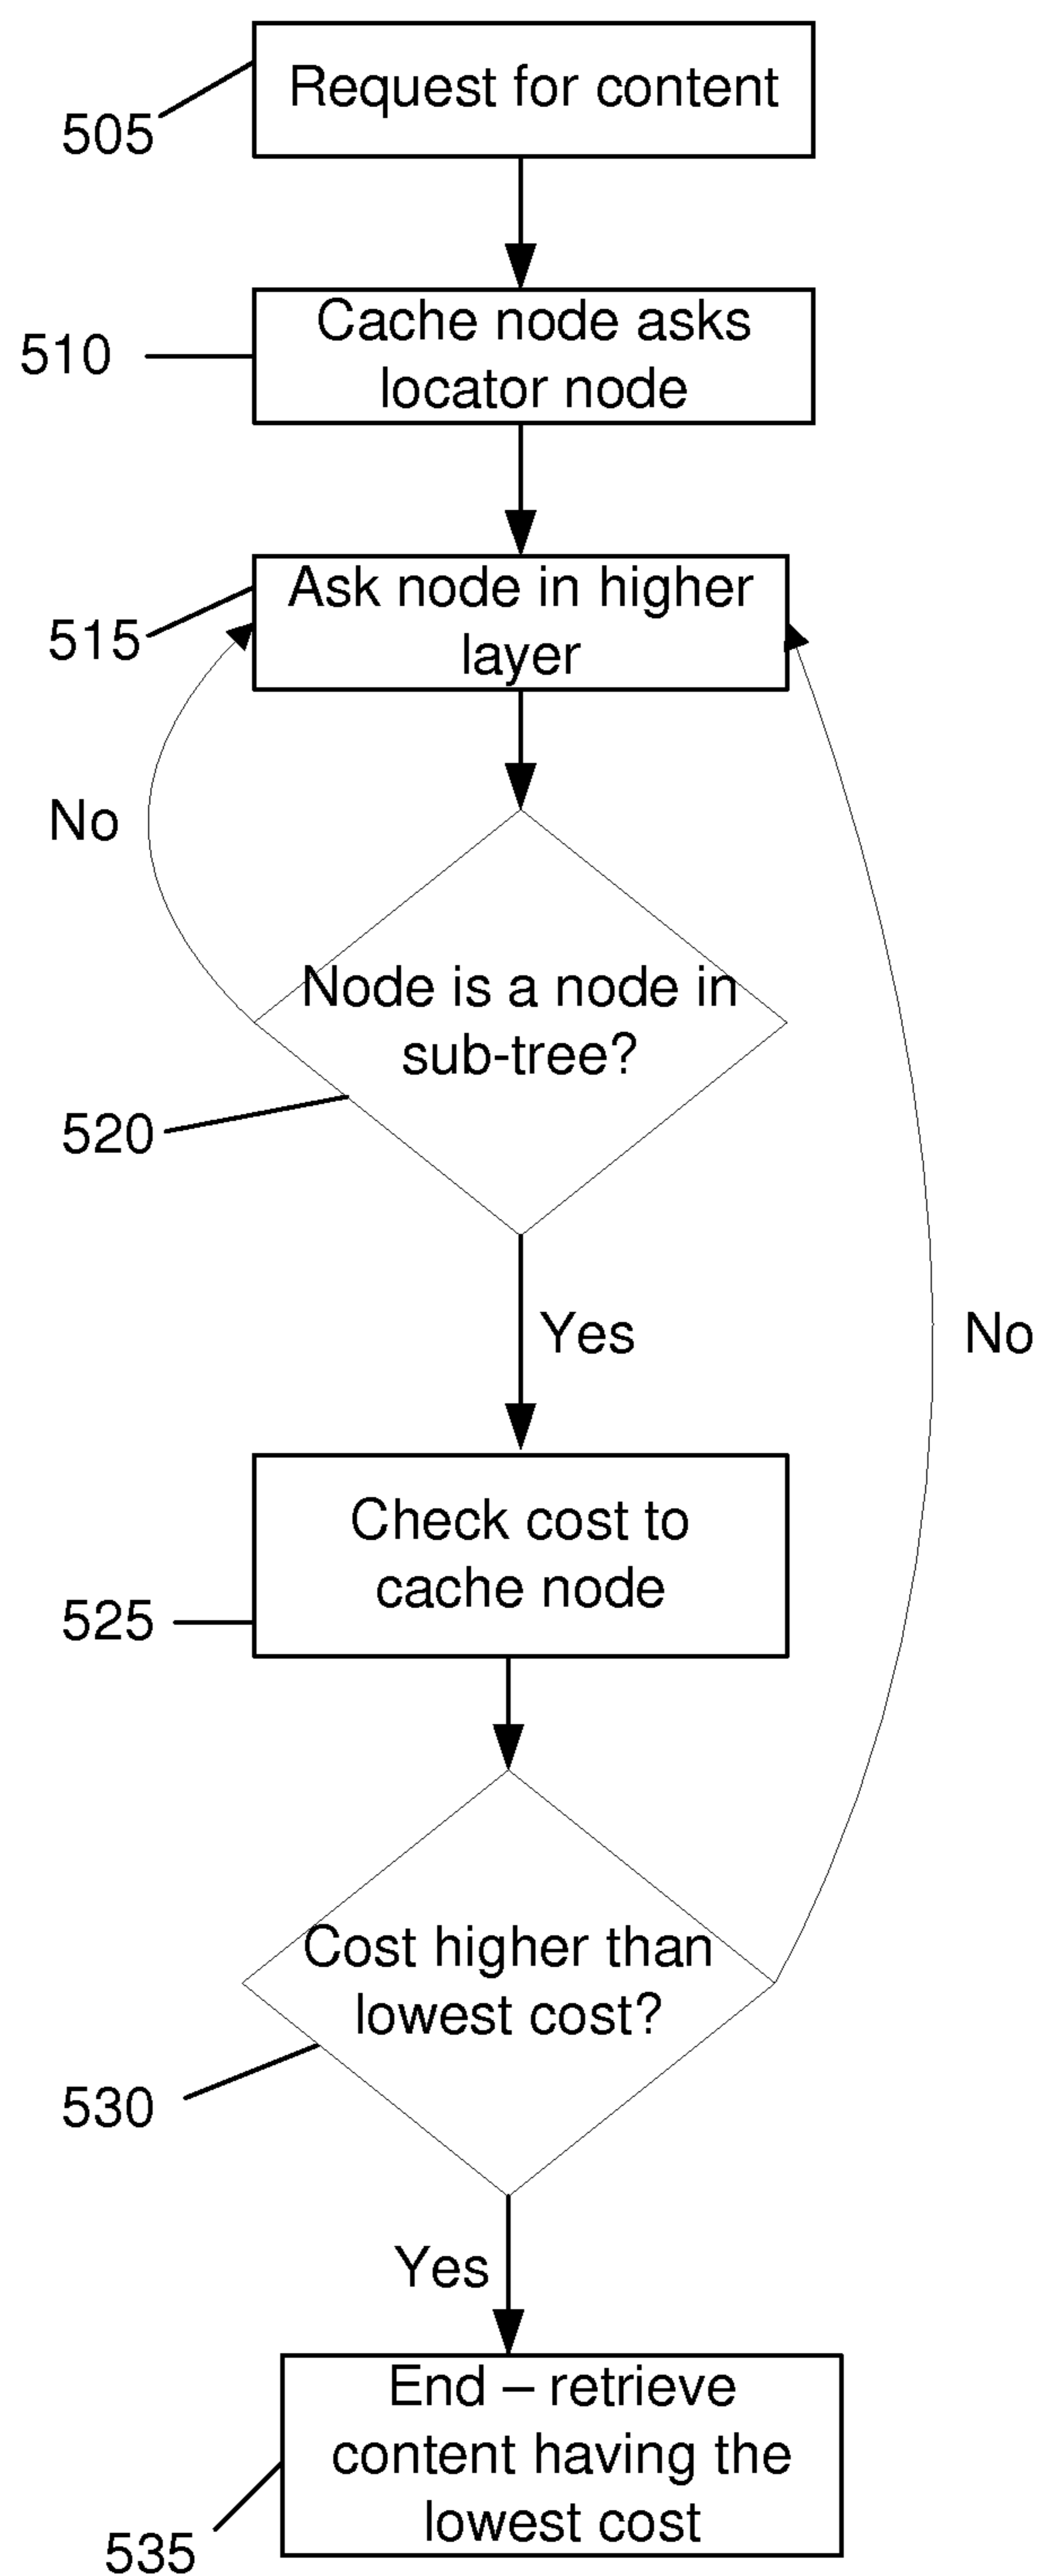 Request for content
505
Cache node asks
locator node
510
Ask node in higher
layer
515
No
Node is a node in
sub-tree?
520
Yes
No
Check cost to
cache node
525
Cost higher than
lowest cost?
530
Yes
End – retrieve
content having the
lowest cost
535